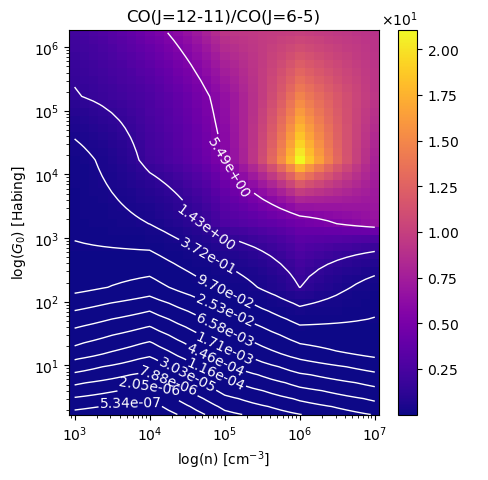 CO(J=12-11)/CO(J=6-5)
×10¹
10⁶
10⁵
10⁴
10³
10²
10¹
log(G₀) [Habing]
5.49e+00
1.43e+00
3.72e-01
9.70e-02
2.53e-02
6.58e-03
1.71e-03
4.46e-04
1.16e-04
3.03e-05
7.88e-06
2.05e-06
5.34e-07
10³ 10⁴ 10⁵ 10⁶ 10⁷
log(n) [cm⁻³]
2.00
1.75
1.50
1.25
1.00
0.75
0.50
0.25